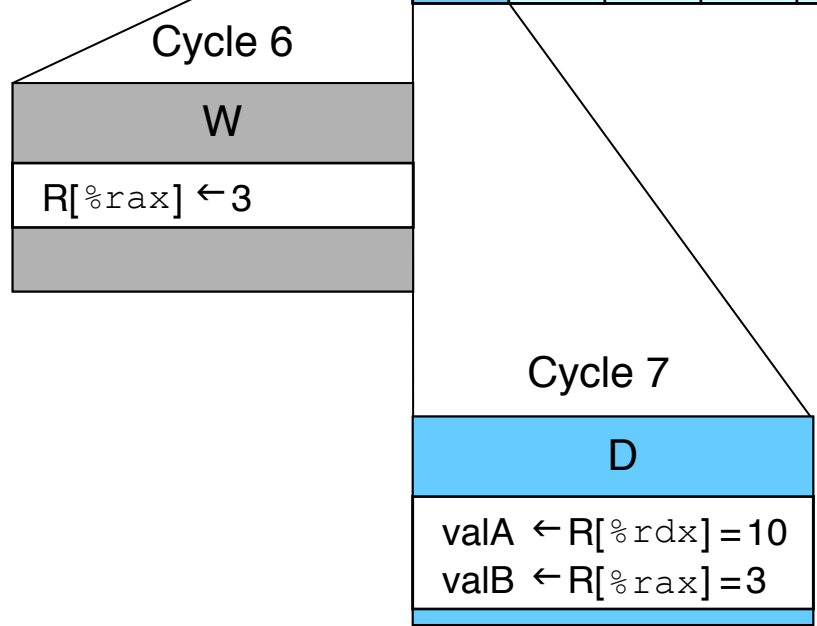 Cycle 6
W
R[%rax] ← 3
Cycle 7
D
valA ← R[%rdx] = 10
valB ← R[%rax] = 3